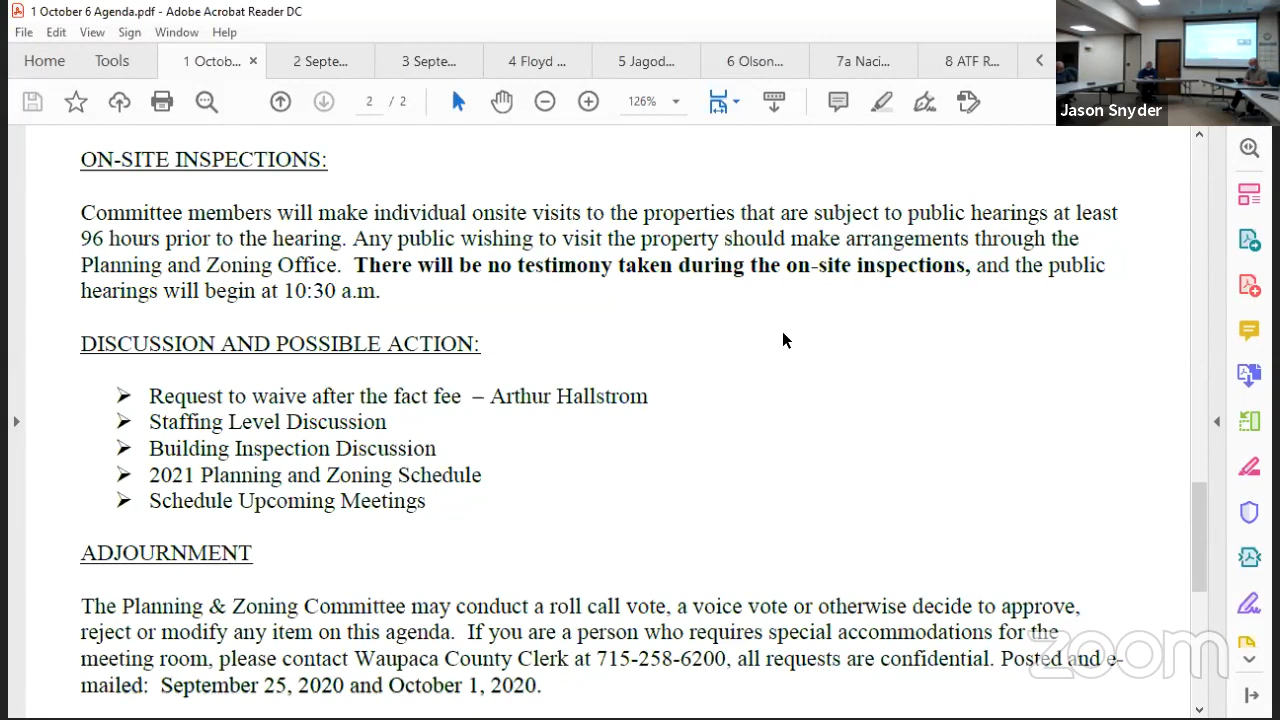 1 October 6 Agenda.pdf - Adobe Acrobat Reader DC
File Edit View Sign Window Help
Home Tools 1 Octob... × 2 Septe... 3 Septe... 4 Floyd ... 5 Jagod... 6 Olson... 7a Naci... 8 ATF R...
2 / 2 126%
Jason Snyder
ON-SITE INSPECTIONS:
Committee members will make individual onsite visits to the properties that are subject to public hearings at least
96 hours prior to the hearing. Any public wishing to visit the property should make arrangements through the
Planning and Zoning Office. There will be no testimony taken during the on-site inspections, and the public
hearings will begin at 10:30 a.m.
DISCUSSION AND POSSIBLE ACTION:
➢ Request to waive after the fact fee – Arthur Hallstrom
➢ Staffing Level Discussion
➢ Building Inspection Discussion
➢ 2021 Planning and Zoning Schedule
➢ Schedule Upcoming Meetings
ADJOURNMENT
The Planning & Zoning Committee may conduct a roll call vote, a voice vote or otherwise decide to approve,
reject or modify any item on this agenda. If you are a person who requires special accommodations for the
meeting room, please contact Waupaca County Clerk at 715-258-6200, all requests are confidential. Posted and e-
mailed: September 25, 2020 and October 1, 2020.
zoom